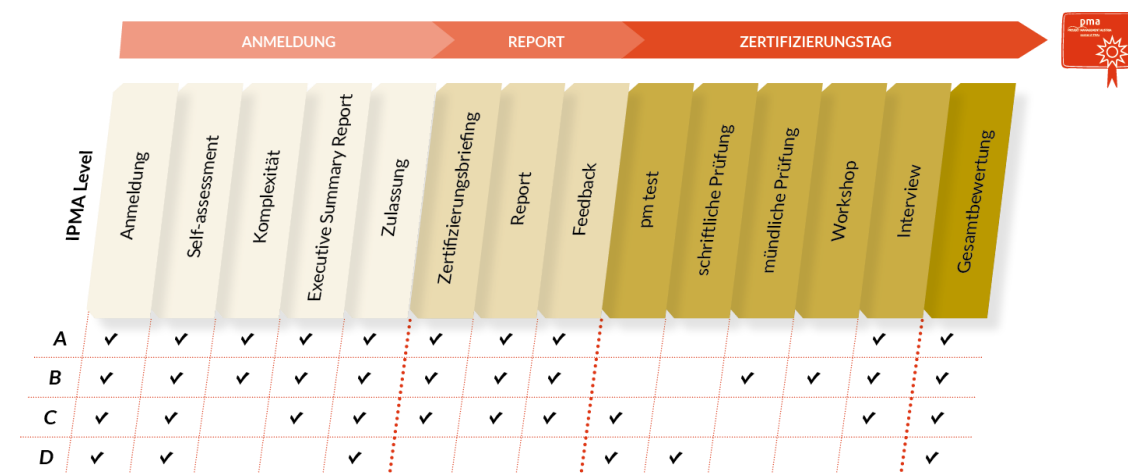 pma
ANMELDUNG
REPORT
ZERTIFIZIERUNGSTAG
IPMA Level
Anmeldung
Self-assessment
Komplexität
Executive Summary Report
Zulassung
Zertifizierungsbriefing
Report
Feedback
pm test
schriftliche Prüfung
mündliche Prüfung
Workshop
Interview
Gesamtbewertung
A ✓ ✓ ✓ ✓ ✓ ✓ ✓ ✓ ✓ ✓
B ✓ ✓ ✓ ✓ ✓ ✓ ✓ ✓ ✓ ✓ ✓ ✓
C ✓ ✓ ✓ ✓ ✓ ✓ ✓ ✓ ✓ ✓
D ✓ ✓ ✓ ✓ ✓ ✓